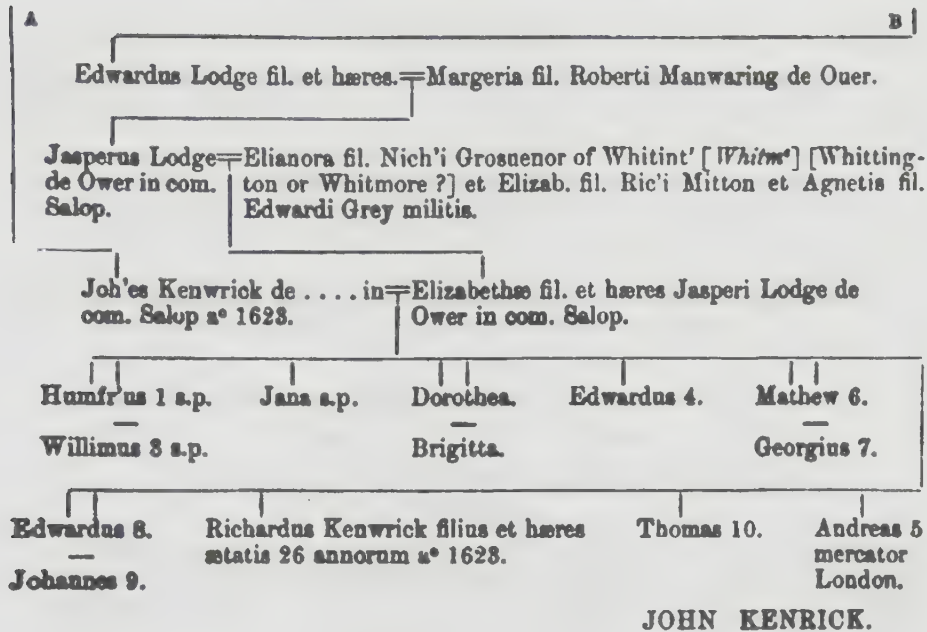 A B
Edwardus Lodge fil. et hæres.=Margeria fil. Roberti Manwaring de Ouer.
Jasperus Lodge=Elianora fil. Nich'i Grosuenor of Whitint' [Whitmᵉ] [Whitting-
de Ower in com. ton or Whitmore ?] et Elizab. fil. Ric'i Mitton et Agnetis fil.
Salop. Edwardi Grey militis.
Joh'es Kenwrick de . . . . in=Elizabethæ fil. et hæres Jasperi Lodge de
com. Salop aº 1623. Ower in com. Salop.
Humfr'us 1 s.p. Jana s.p. Dorothea. Edwardus 4. Mathew 6.
Willimus 3 s.p. Brigitta. Georgius 7.
Edwardus 8. Richardus Kenwrick filius et hæres Thomas 10. Andreas 5
ætatis 26 annorum aº 1623. mercator
Johannes 9. London.
JOHN KENRICK.